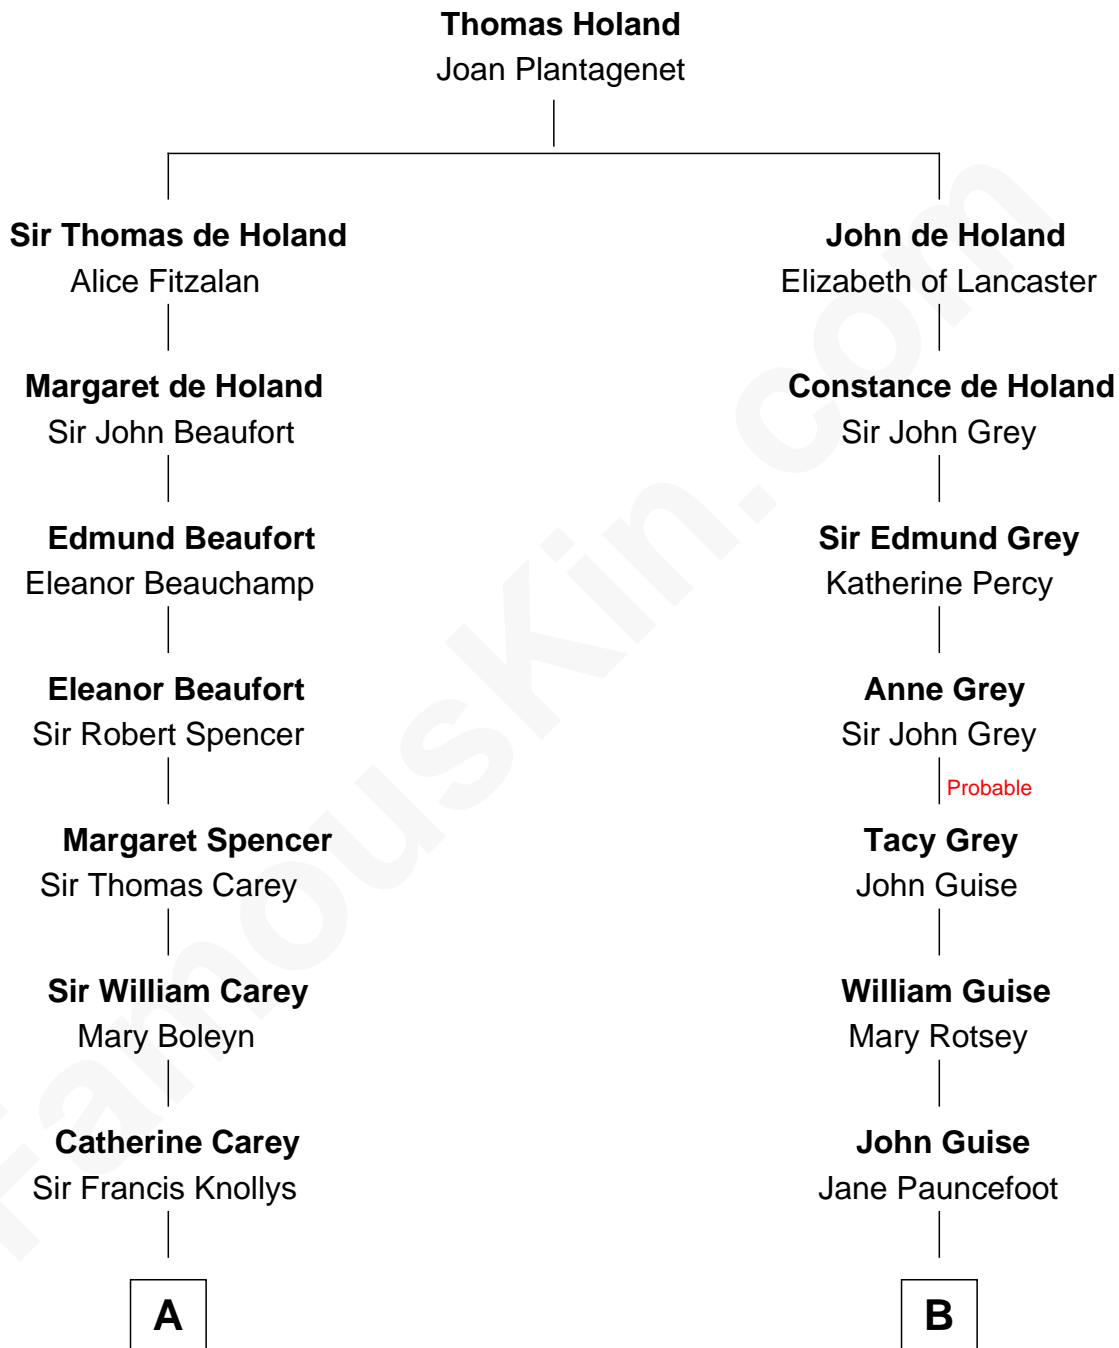 Thomas Holand
Joan Plantagenet
Sir Thomas de Holand
Alice Fitzalan
John de Holand
Elizabeth of Lancaster
Margaret de Holand
Sir John Beaufort
Constance de Holand
Sir John Grey
Edmund Beaufort
Eleanor Beauchamp
Sir Edmund Grey
Katherine Percy
Eleanor Beaufort
Sir Robert Spencer
Anne Grey
Sir John Grey
Probable
Margaret Spencer
Sir Thomas Carey
Tacy Grey
John Guise
Sir William Carey
Mary Boleyn
William Guise
Mary Rotsey
Catherine Carey
Sir Francis Knollys
John Guise
Jane Pauncefoot
A
B
FamousKin.com